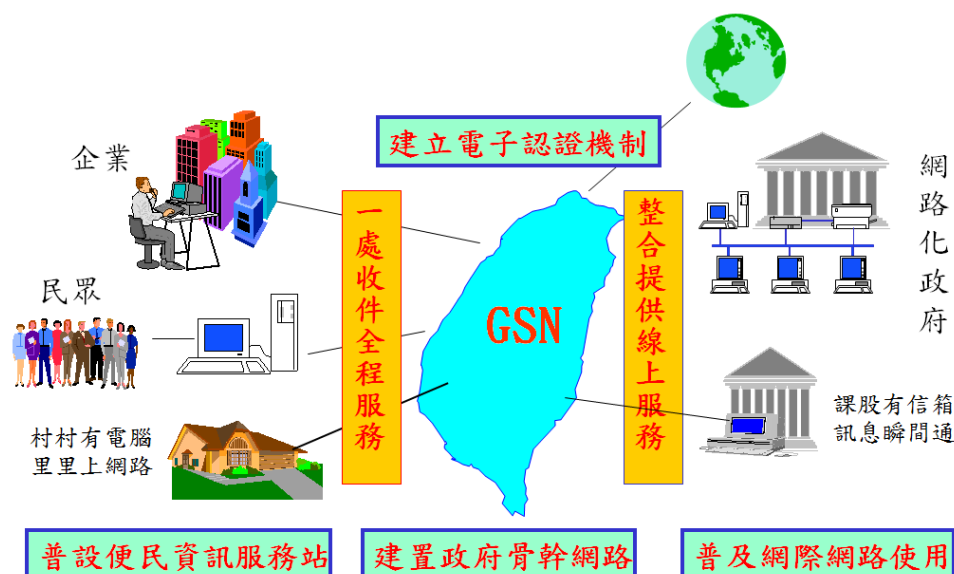 建立電子認證機制
企業
一處收件全程服務
整合提供線上服務
網路化政府
民眾
GSN
村村有電腦
里里上網路
課股有信箱
訊息瞬間通
普設便民資訊服務站
建置政府骨幹網路
普及網際網路使用